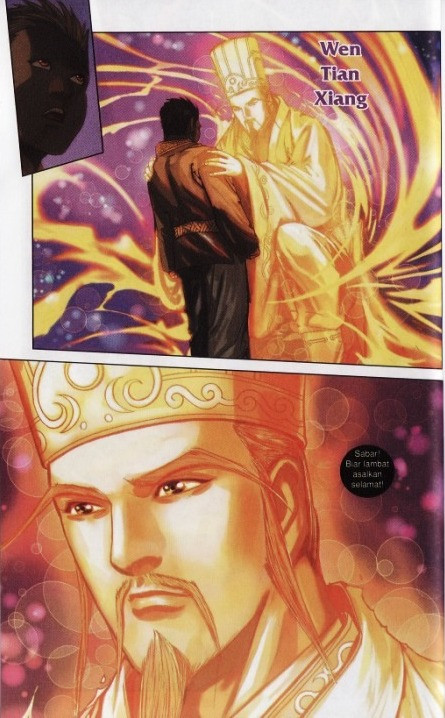 Wen
Tian
Xiang
Sabar!
Biar lambat
asalkan
selamat!